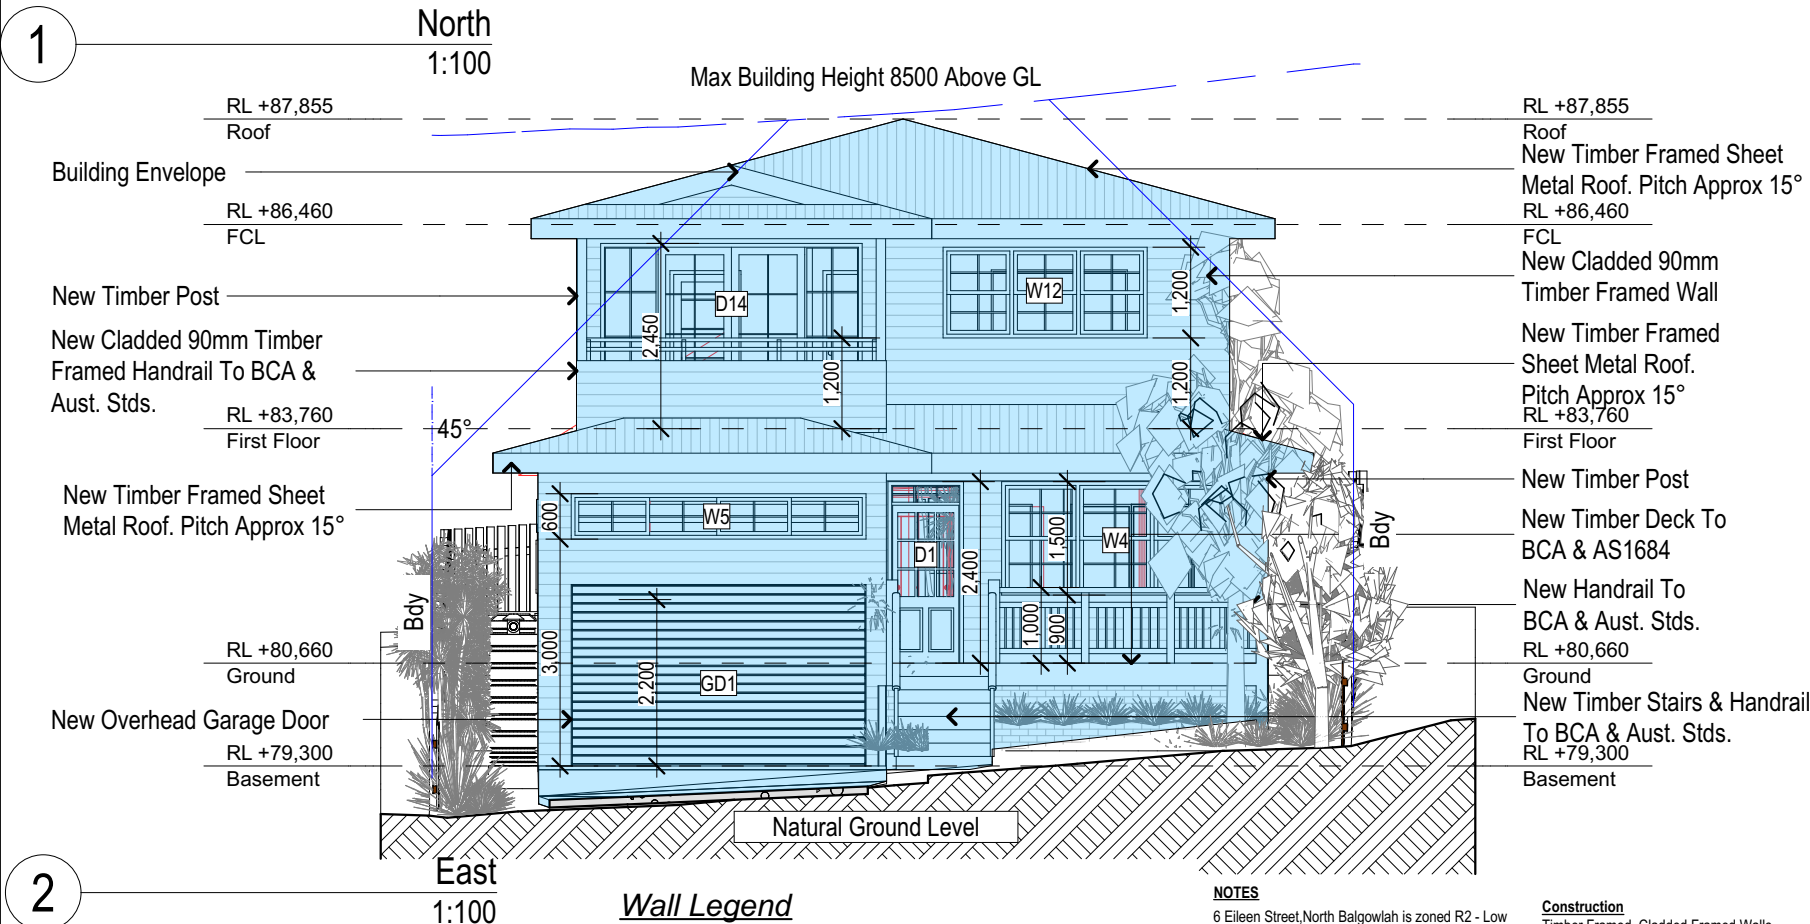 1
North
1:100
Max Building Height 8500 Above GL
RL +87,855
Roof
Building Envelope
RL +86,460
FCL
New Timber Post
New Cladded 90mm Timber
Framed Handrail To BCA &
Aust. Stds.
RL +83,760
First Floor
45°
New Timber Framed Sheet
Metal Roof. Pitch Approx 15°
Bdy
RL +80,660
Ground
New Overhead Garage Door
RL +79,300
Basement
D14
W12
2,450
1,200
1,200
1,200
W5
600
D1
W4
1,500
2,400
1,000
900
3,000
2,200
GD1
Natural Ground Level
RL +87,855
Roof
New Timber Framed Sheet
Metal Roof. Pitch Approx 15°
RL +86,460
FCL
New Cladded 90mm
Timber Framed Wall
New Timber Framed
Sheet Metal Roof.
Pitch Approx 15°
RL +83,760
First Floor
New Timber Post
New Timber Deck To
BCA & AS1684
Bdy
New Handrail To
BCA & Aust. Stds.
RL +80,660
Ground
New Timber Stairs & Handrail
To BCA & Aust. Stds.
RL +79,300
Basement
2
East
1:100
Wall Legend
NOTES
6 Eileen Street,North Balgowlah is zoned R2 - Low
Construction
Timber Framed, Cladded Framed Walls